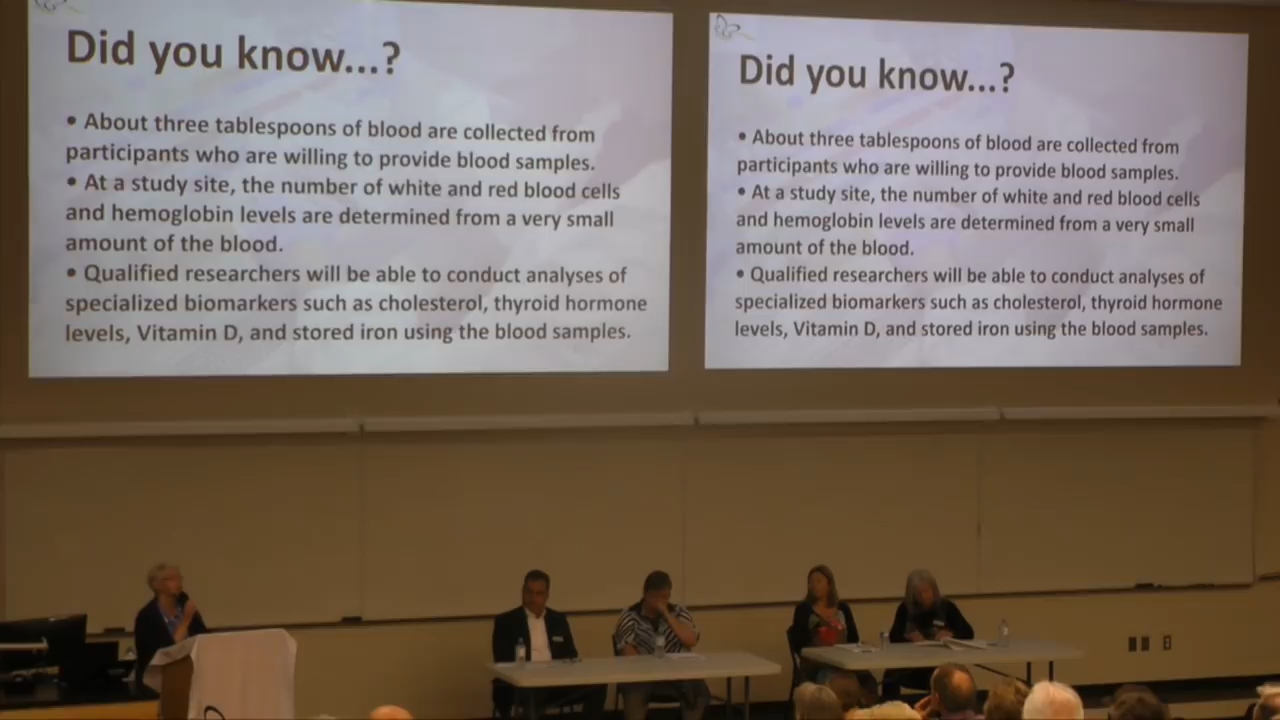 Did you know...?
• About three tablespoons of blood are collected from
participants who are willing to provide blood samples.
• At a study site, the number of white and red blood cells
and hemoglobin levels are determined from a very small
amount of the blood.
• Qualified researchers will be able to conduct analyses of
specialized biomarkers such as cholesterol, thyroid hormone
levels, Vitamin D, and stored iron using the blood samples.
Did you know...?
• About three tablespoons of blood are collected from
participants who are willing to provide blood samples.
• At a study site, the number of white and red blood cells
and hemoglobin levels are determined from a very small
amount of the blood.
• Qualified researchers will be able to conduct analyses of
specialized biomarkers such as cholesterol, thyroid hormone
levels, Vitamin D, and stored iron using the blood samples.